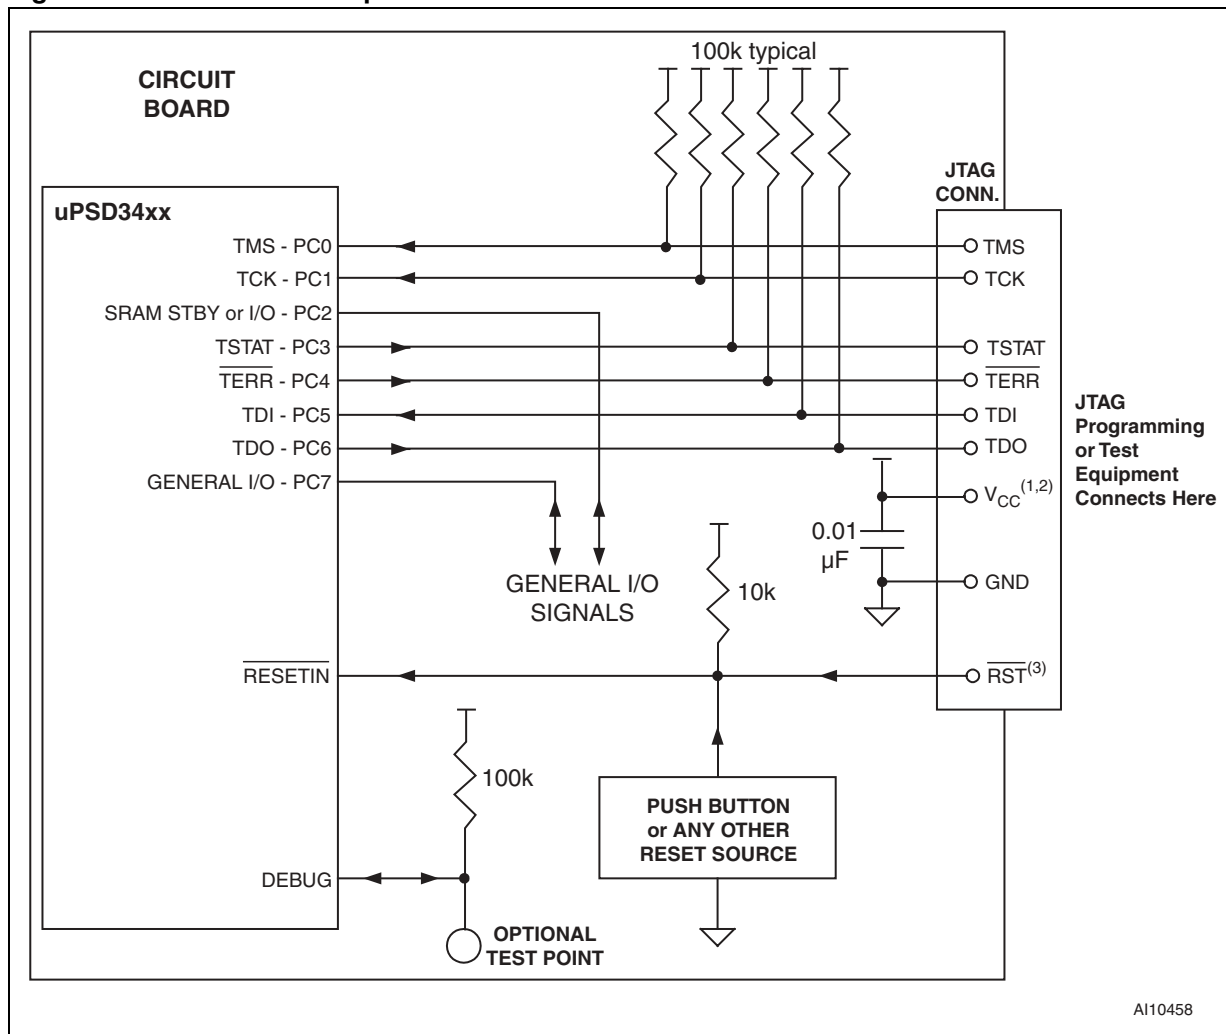 100k typical
CIRCUIT
BOARD
JTAG
CONN.
uPSD34xx
TMS - PC0
TMS
TCK - PC1
TCK
SRAM STBY or I/O - PC2
TSTAT - PC3
TSTAT
TERR - PC4
TERR
TDI - PC5
TDI
TDO - PC6
TDO
GENERAL I/O - PC7
VCC(1,2)
JTAG
Programming
or Test
Equipment
Connects Here
0.01
µF
GENERAL I/O
SIGNALS
10k
GND
RESETIN
RST(3)
100k
PUSH BUTTON
or ANY OTHER
RESET SOURCE
DEBUG
OPTIONAL
TEST POINT
AI10458